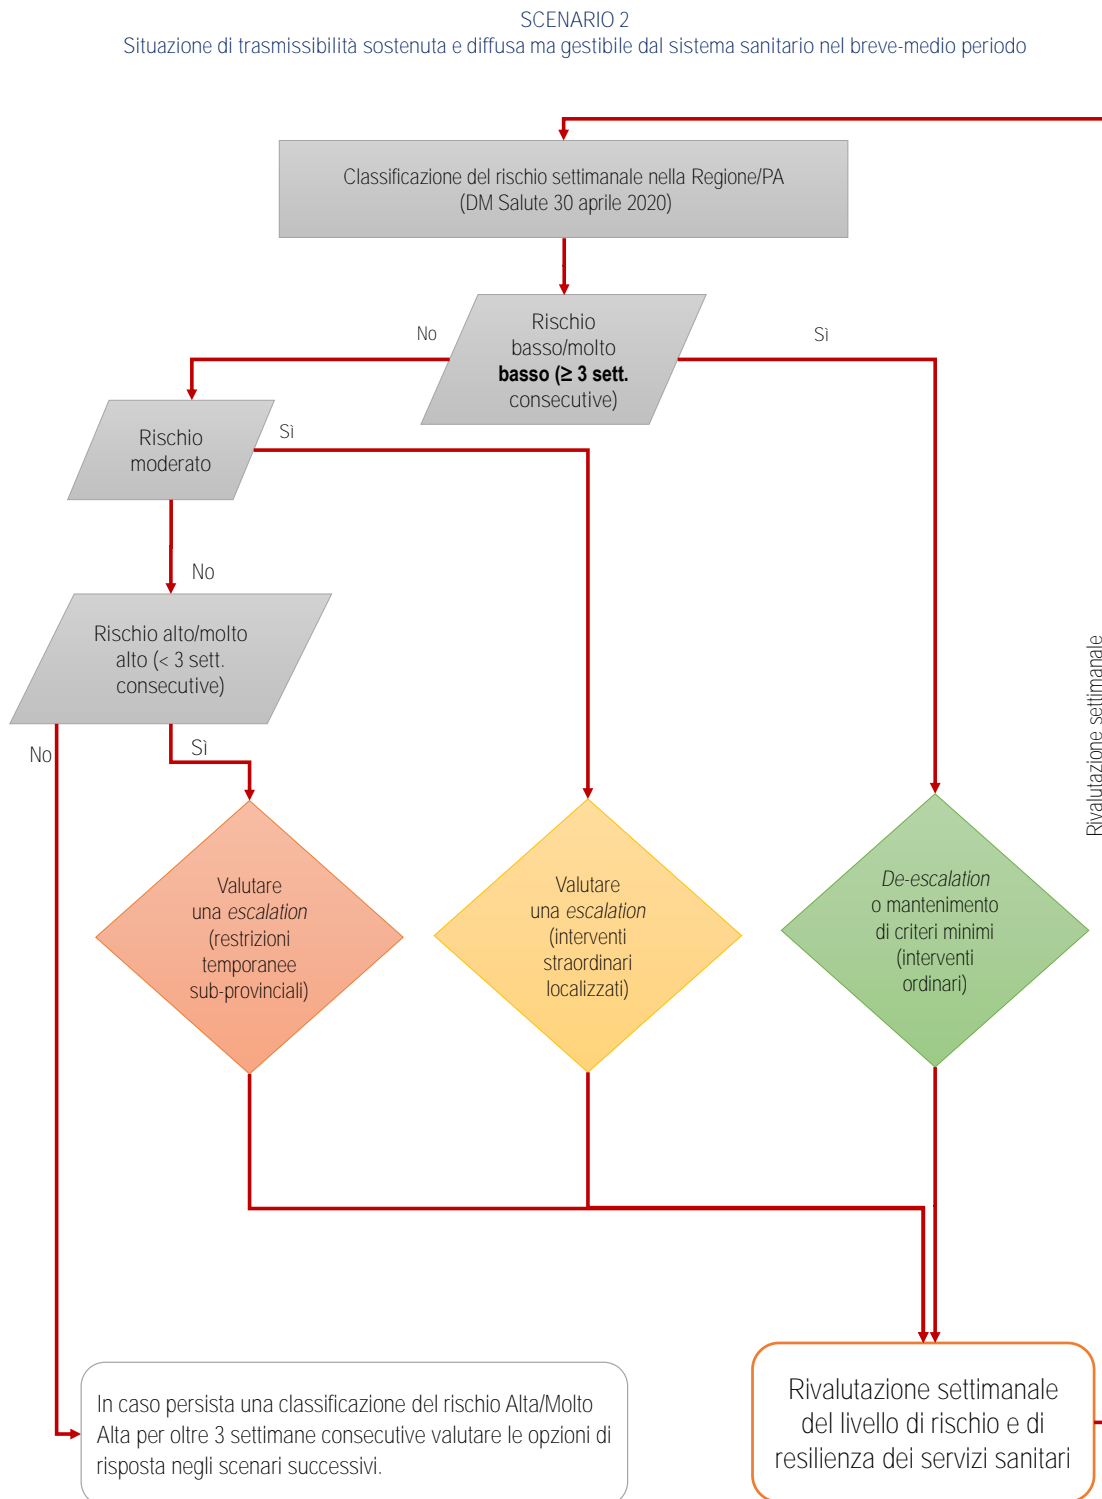 SCENARIO 2
Situazione di trasmissibilità sostenuta e diffusa ma gestibile dal sistema sanitario nel breve-medio periodo
Classificazione del rischio settimanale nella Regione/PA
(DM Salute 30 aprile 2020)
Rischio
basso/molto
basso (≥ 3 sett.
consecutive)
No
Sì
Rischio
moderato
Sì
No
Rischio alto/molto
alto (< 3 sett.
consecutive)
No
Sì
Rivalutazione settimanale
Valutare
una escalation
(restrizioni
temporanee
sub-provinciali)
Valutare
una escalation
(interventi
straordinari
localizzati)
De-escalation
o mantenimento
di criteri minimi
(interventi
ordinari)
In caso persista una classificazione del rischio Alta/Molto
Alta per oltre 3 settimane consecutive valutare le opzioni di
risposta negli scenari successivi.
Rivalutazione settimanale
del livello di rischio e di
resilienza dei servizi sanitari